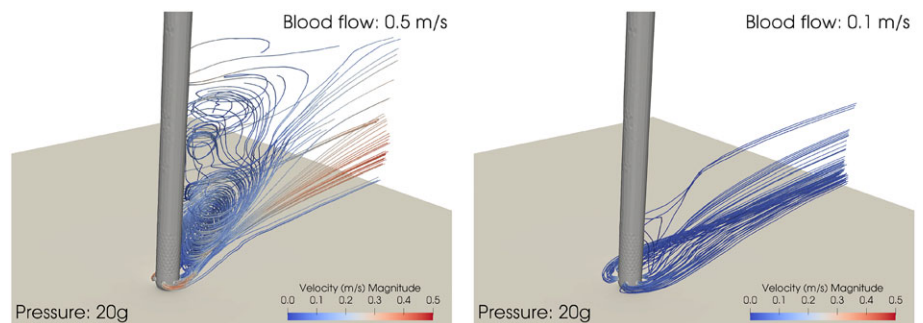 Blood flow: 0.5 m/s
Pressure: 20g
Velocity (m/s) Magnitude
0.0 0.1 0.2 0.3 0.4 0.5
Blood flow: 0.1 m/s
Pressure: 20g
Velocity (m/s) Magnitude
0.0 0.1 0.2 0.3 0.4 0.5